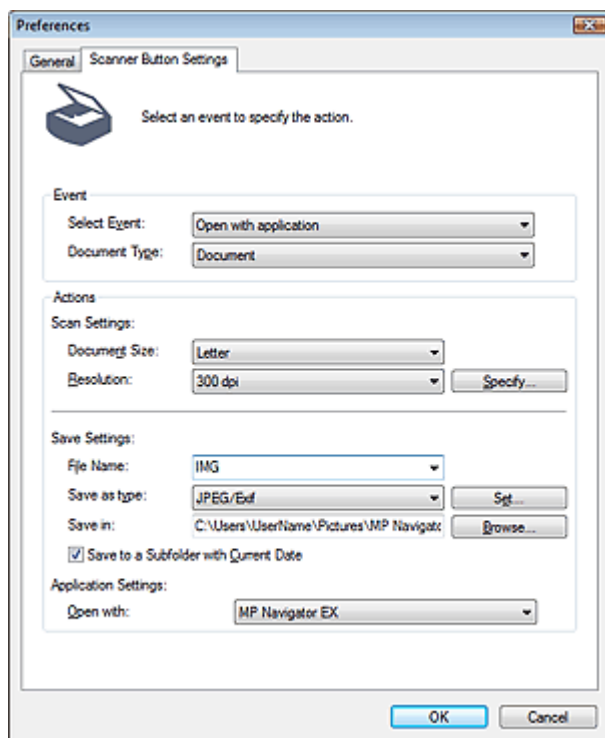 Preferences
General Scanner Button Settings
Select an event to specify the action.
Event
Select Event: Open with application
Document Type: Document
Actions
Scan Settings:
Document Size: Letter
Resolution: 300 dpi Specify...
Save Settings:
File Name: IMG
Save as type: JPEG/Exif Set...
Save in: C:\Users\UserName\Pictures\MP Navigato Browse...
Save to a Subfolder with Current Date
Application Settings:
Open with: MP Navigator EX
OK Cancel